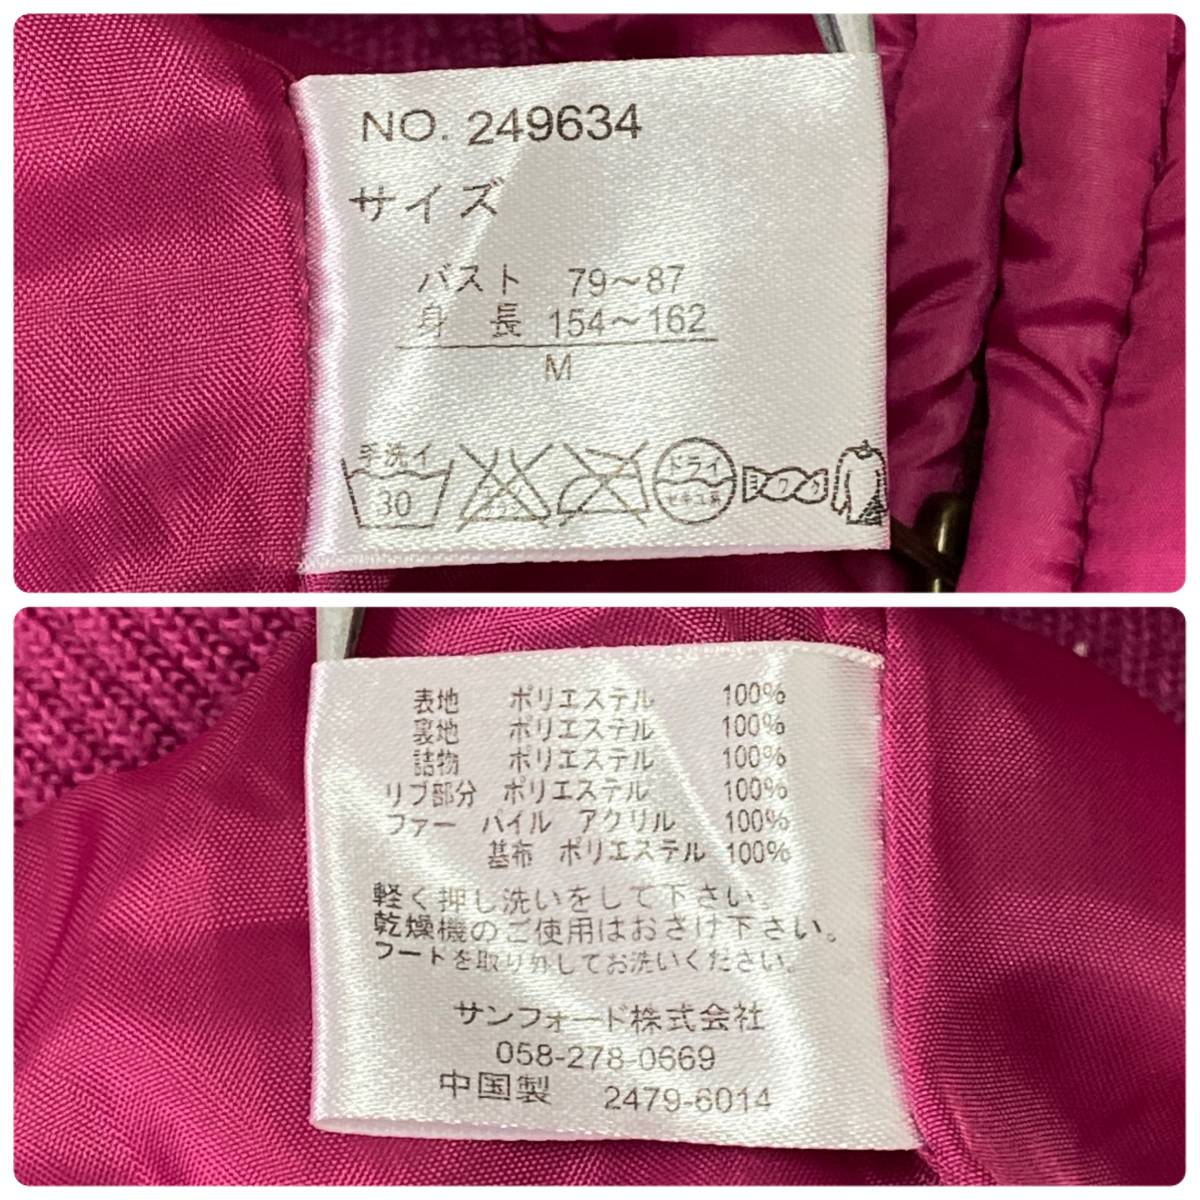 NO. 249634
サイズ
バスト 79～87
身 長 154～162
M
手洗イ
30
ドライ
セキユ系
ヨワク
表地 ポリエステル 100%
裏地 ポリエステル 100%
詰物 ポリエステル 100%
リブ部分 ポリエステル 100%
ファー パイル アクリル 100%
基布 ポリエステル 100%
軽く押し洗いをして下さい。
乾燥機のご使用はおさけ下さい。
フードを取り外してお洗いください。
サンフォード株式会社
058-278-0669
中国製 2479-6014